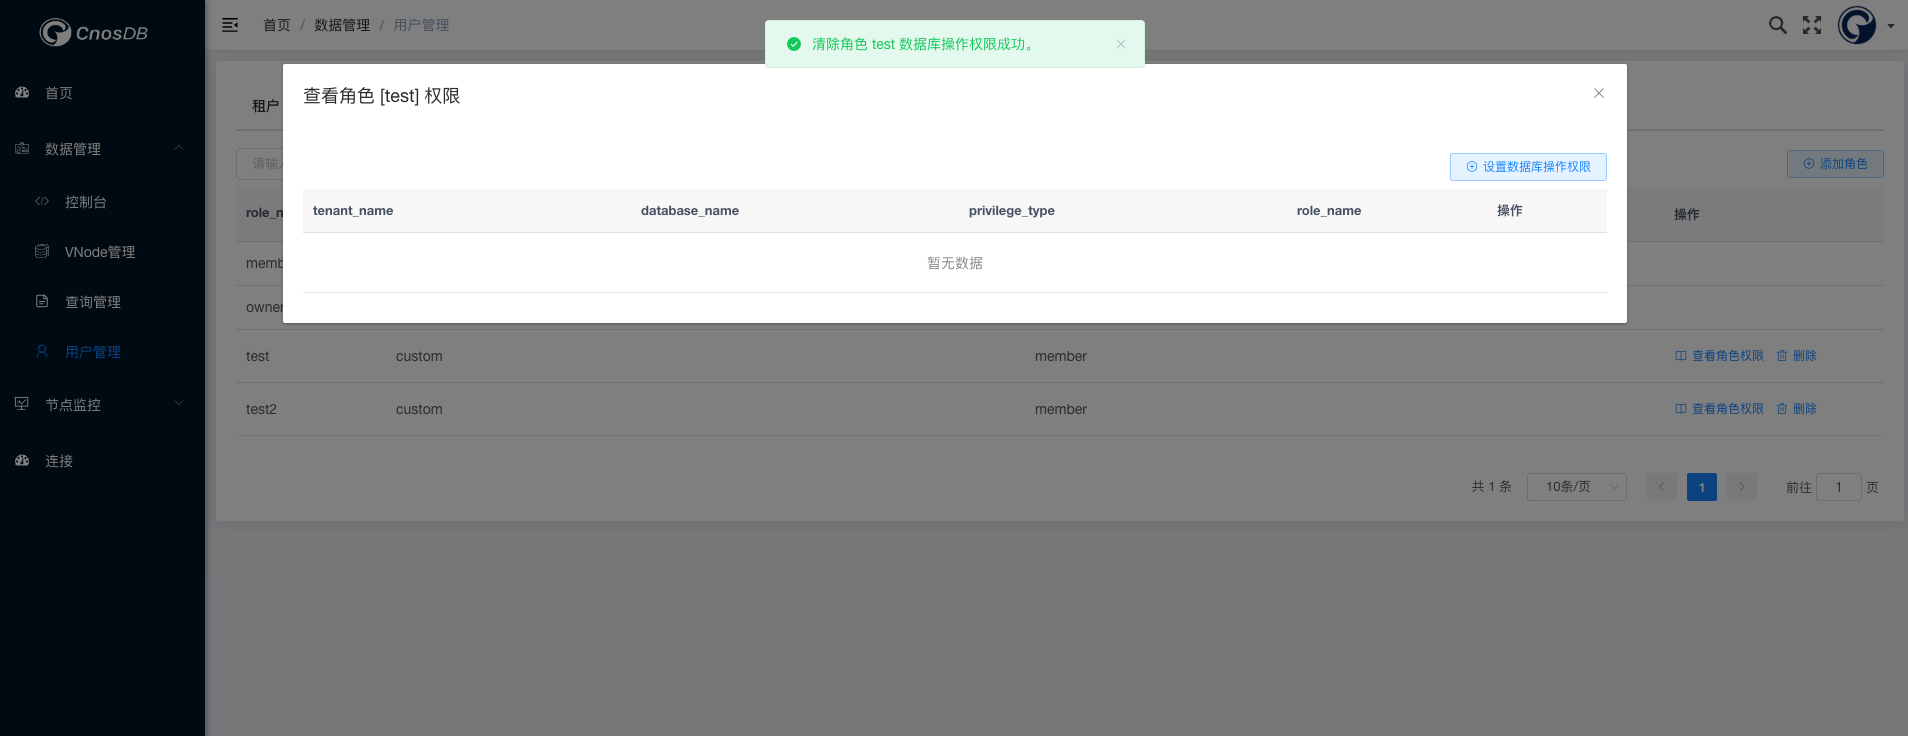 CnosDB
首页 / 数据管理 / 用户管理
清除角色 test 数据库操作权限成功。
首页
数据管理
控制台
VNode管理
查询管理
用户管理
节点监控
连接
查看角色 [test] 权限
设置数据库操作权限
tenant_name database_name privilege_type role_name 操作
暂无数据
租户
请输
添加角色
role_n 操作
memb
owner
test custom member 查看角色权限 删除
test2 custom member 查看角色权限 删除
共 1 条 10条/页 1 前往 1 页